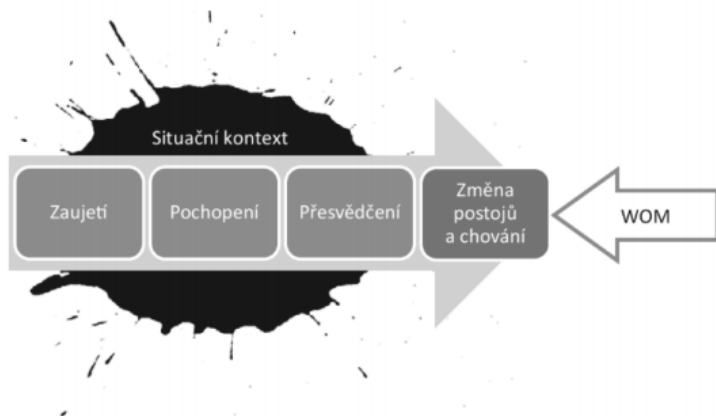 Situační kontext
Zaujetí
Pochopení
Přesvědčení
Změna
postojů
a chování
WOM